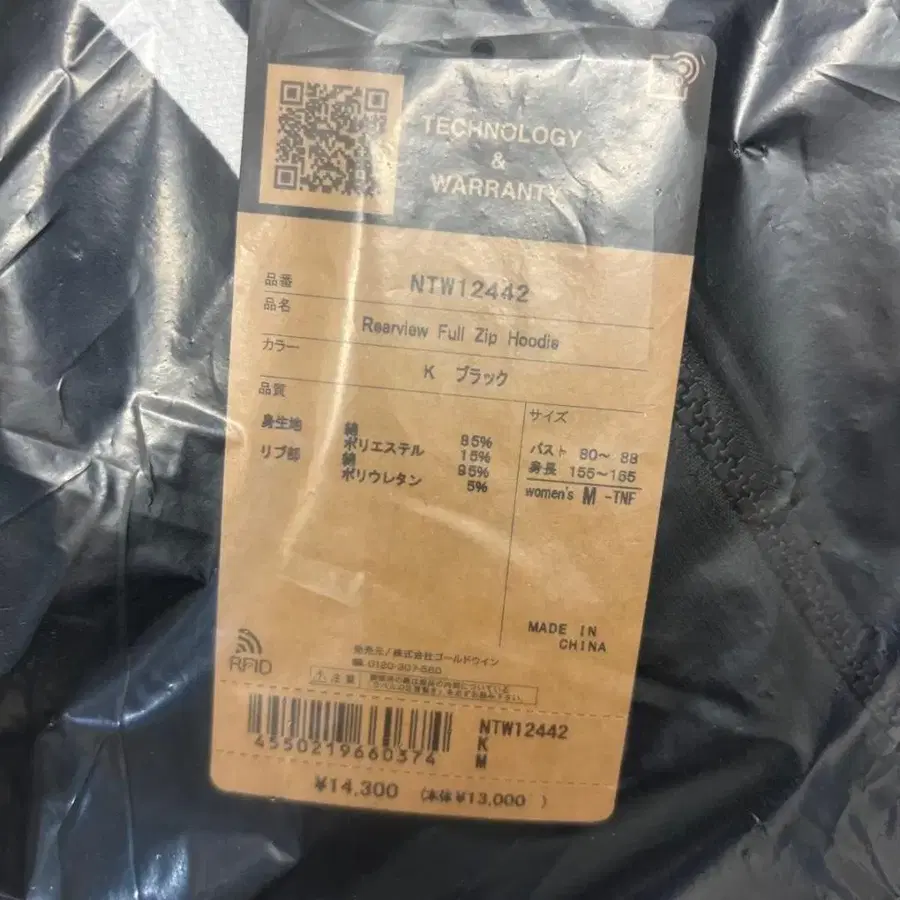 TECHNOLOGY
&
WARRANTY
品番 NTW12442
品名 Rearview Full Zip Hoodie
カラー K ブラック
品質
身生地 綿 85%
ポリエステル 15%
リブ部 綿 95%
ポリウレタン 5%
サイズ
バスト 80～ 88
身長 155～165
women's M -TNF
MADE IN
CHINA
RFID
発売元/株式会社ゴールドウイン
☎0120-307-560
4550219660374
NTW12442
K
M
¥14,300 (本体¥13,000 )